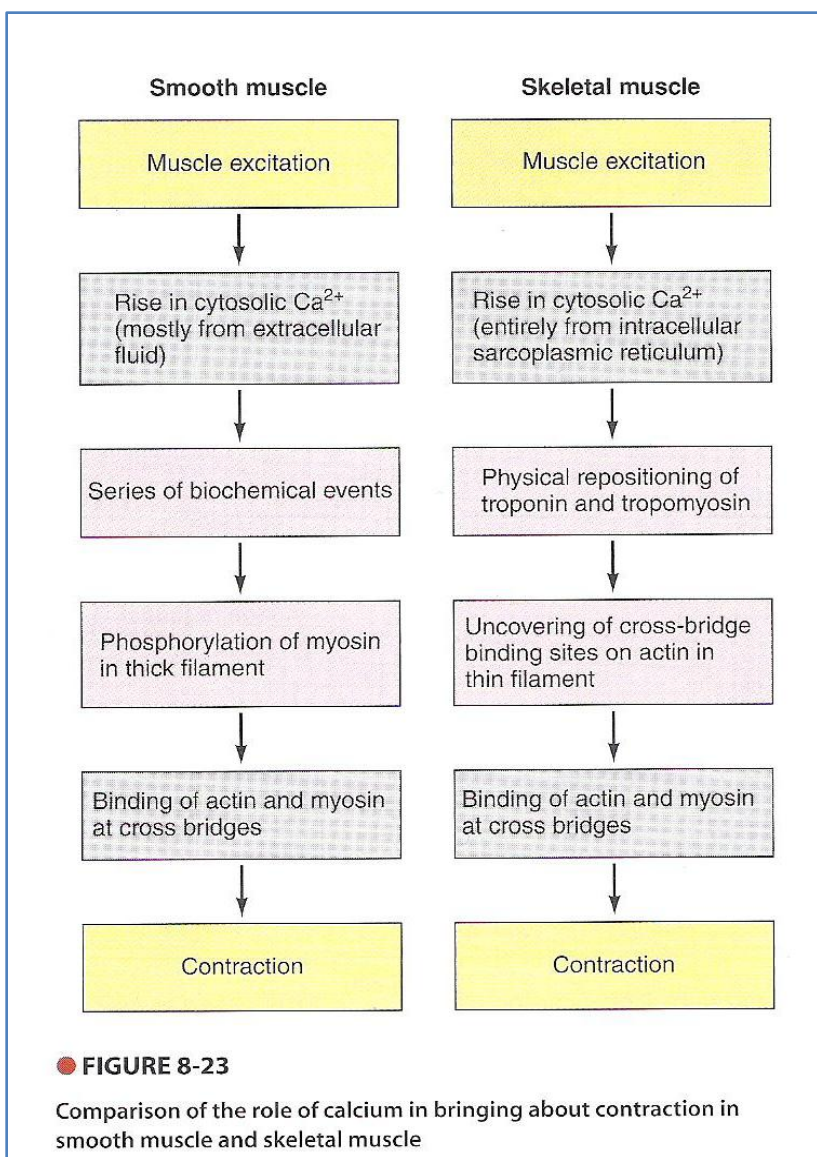 Smooth muscle
Muscle excitation
Rise in cytosolic Ca²⁺
(mostly from extracellular
fluid)
Series of biochemical events
Phosphorylation of myosin
in thick filament
Binding of actin and myosin
at cross bridges
Contraction
Skeletal muscle
Muscle excitation
Rise in cytosolic Ca²⁺
(entirely from intracellular
sarcoplasmic reticulum)
Physical repositioning of
troponin and tropomyosin
Uncovering of cross-bridge
binding sites on actin in
thin filament
Binding of actin and myosin
at cross bridges
Contraction
FIGURE 8-23
Comparison of the role of calcium in bringing about contraction in
smooth muscle and skeletal muscle